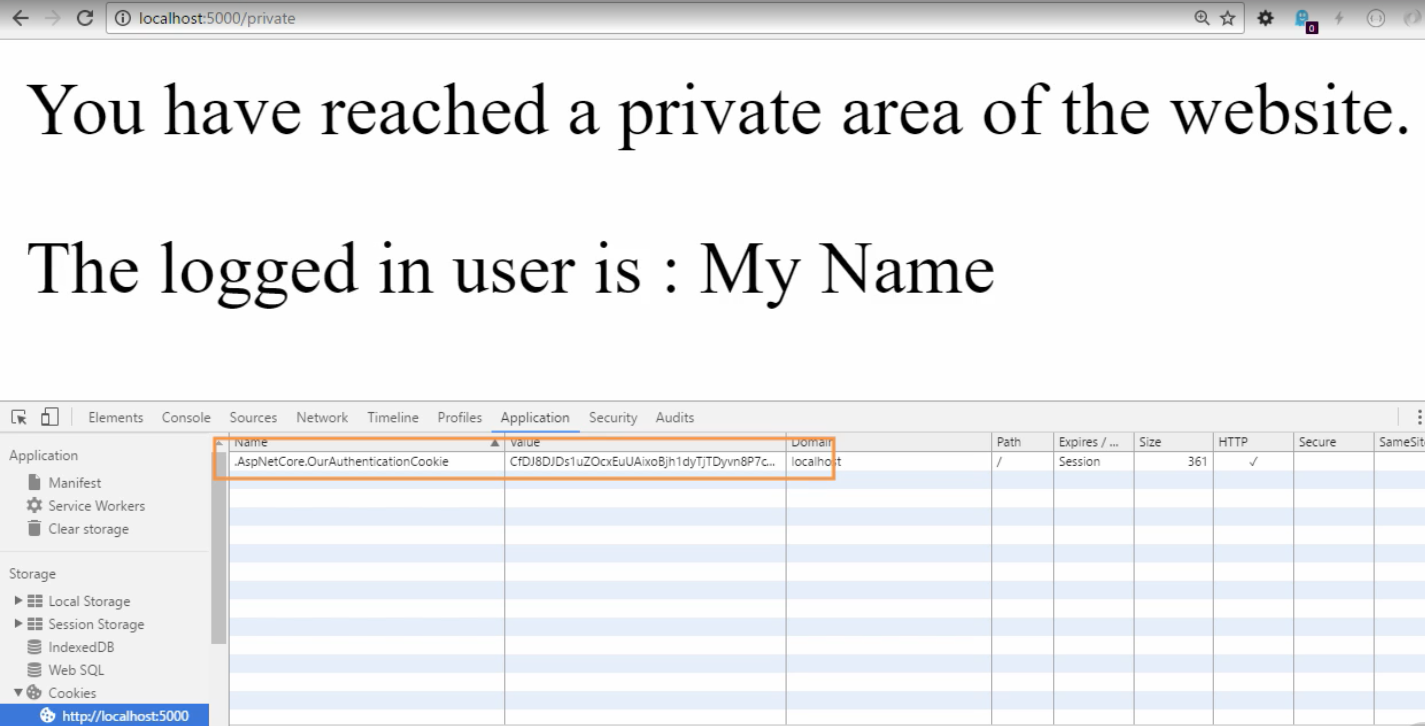 localhost:5000/private
0
You have reached a private area of the website.
The logged in user is : My Name
Elements Console Sources Network Timeline Profiles Application Security Audits
Application
Manifest
Service Workers
Clear storage
Storage
Local Storage
Session Storage
IndexedDB
Web SQL
Cookies
http://localhost:5000
Name Value Domain Path Expires / ... Size HTTP Secure SameSit
.AspNetCore.OurAuthenticationCookie CfDJ8DJDs1uZOcxEuUAixoBjh1dyTjTDyvn8P7c... localhost / Session 361 ✓